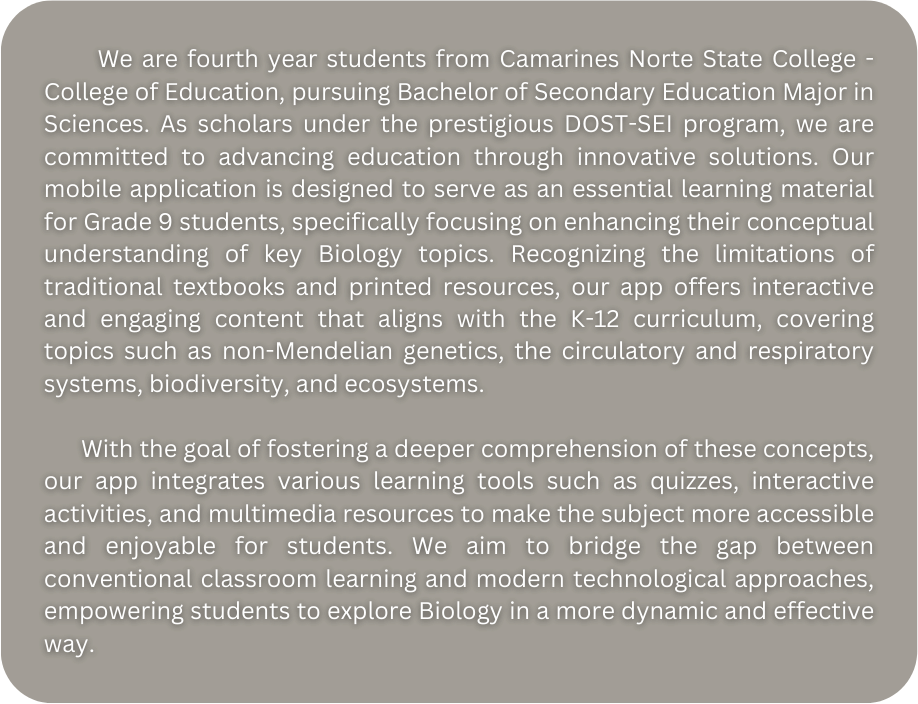 We are fourth year students from Camarines Norte State College -
College of Education, pursuing Bachelor of Secondary Education Major in
Sciences. As scholars under the prestigious DOST-SEI program, we are
committed to advancing education through innovative solutions. Our
mobile application is designed to serve as an essential learning material
for Grade 9 students, specifically focusing on enhancing their conceptual
understanding of key Biology topics. Recognizing the limitations of
traditional textbooks and printed resources, our app offers interactive
and engaging content that aligns with the K-12 curriculum, covering
topics such as non-Mendelian genetics, the circulatory and respiratory
systems, biodiversity, and ecosystems.
With the goal of fostering a deeper comprehension of these concepts,
our app integrates various learning tools such as quizzes, interactive
activities, and multimedia resources to make the subject more accessible
and enjoyable for students. We aim to bridge the gap between
conventional classroom learning and modern technological approaches,
empowering students to explore Biology in a more dynamic and effective
way.